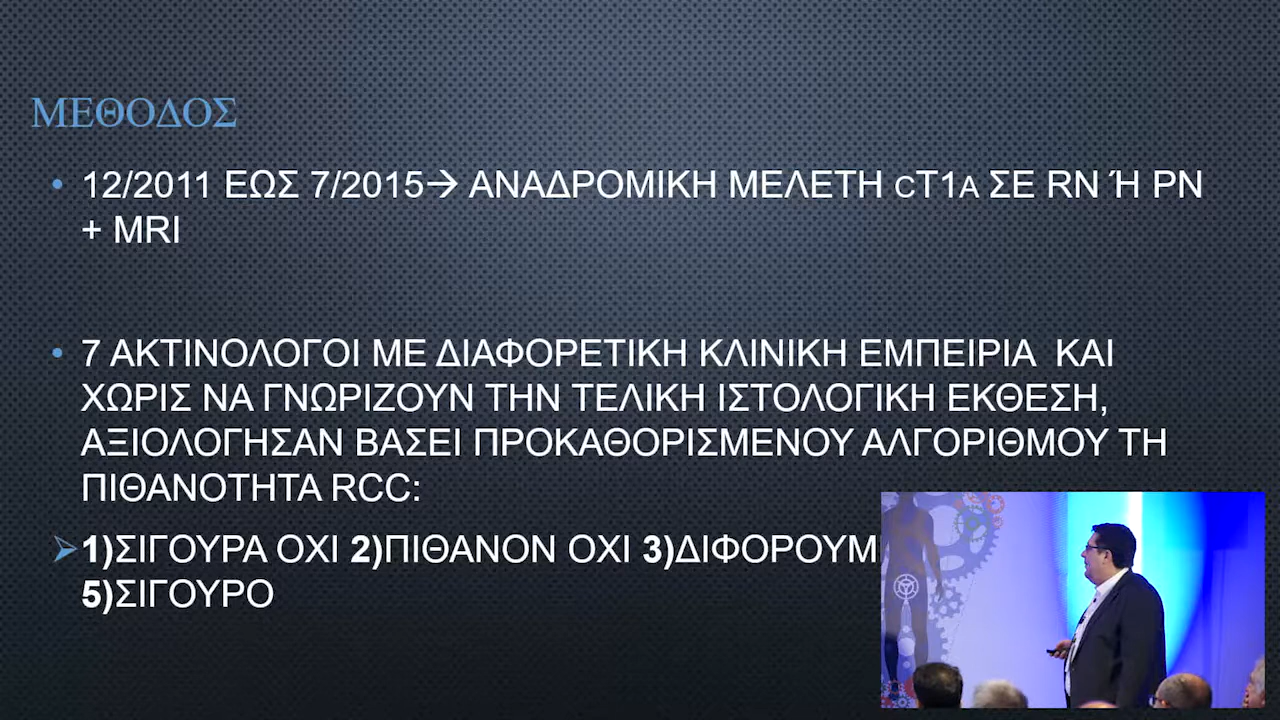 ΜΕΘΟΔΟΣ
• 12/2011 ΕΩΣ 7/2015→ ΑΝΑΔΡΟΜΙΚΗ ΜΕΛΕΤΗ cT1A ΣΕ RN Ή PN
+ MRI
• 7 ΑΚΤΙΝΟΛΟΓΟΙ ΜΕ ΔΙΑΦΟΡΕΤΙΚΗ ΚΛΙΝΙΚΗ ΕΜΠΕΙΡΙΑ ΚΑΙ
ΧΩΡΙΣ ΝΑ ΓΝΩΡΙΖΟΥΝ ΤΗΝ ΤΕΛΙΚΗ ΙΣΤΟΛΟΓΙΚΗ ΕΚΘΕΣΗ,
ΑΞΙΟΛΟΓΗΣΑΝ ΒΑΣΕΙ ΠΡΟΚΑΘΟΡΙΣΜΕΝΟΥ ΑΛΓΟΡΙΘΜΟΥ ΤΗ
ΠΙΘΑΝΟΤΗΤΑ RCC:
➢ 1)ΣΙΓΟΥΡΑ ΟΧΙ 2)ΠΙΘΑΝΟΝ ΟΧΙ 3)ΔΙΦΟΡΟΥΜ
5)ΣΙΓΟΥΡΟ